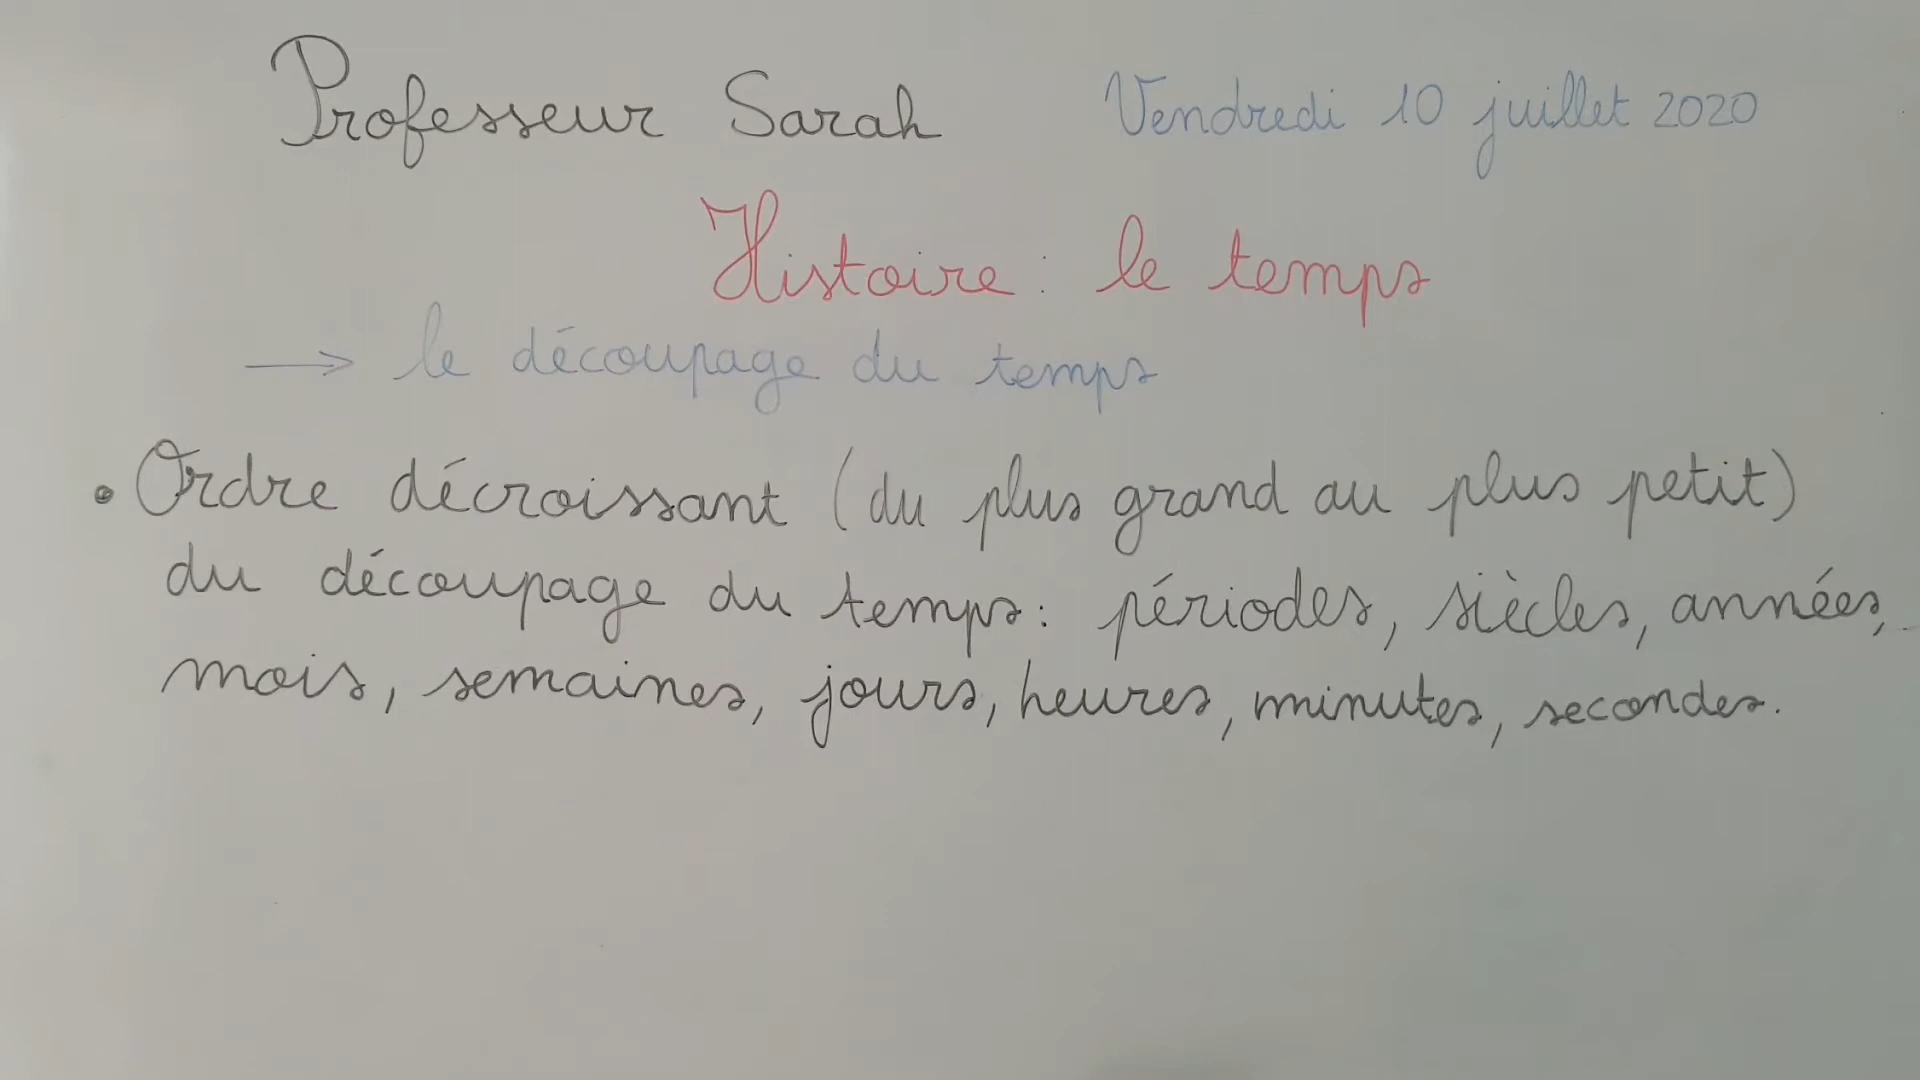 Professeur Sarah Vendredi 10 juillet 2020
Histoire : le temps
→ le découpage du temps
• Ordre décroissant (du plus grand au plus petit)
du découpage du temps : périodes, siècles, années,
mois, semaines, jours, heures, minutes, secondes.